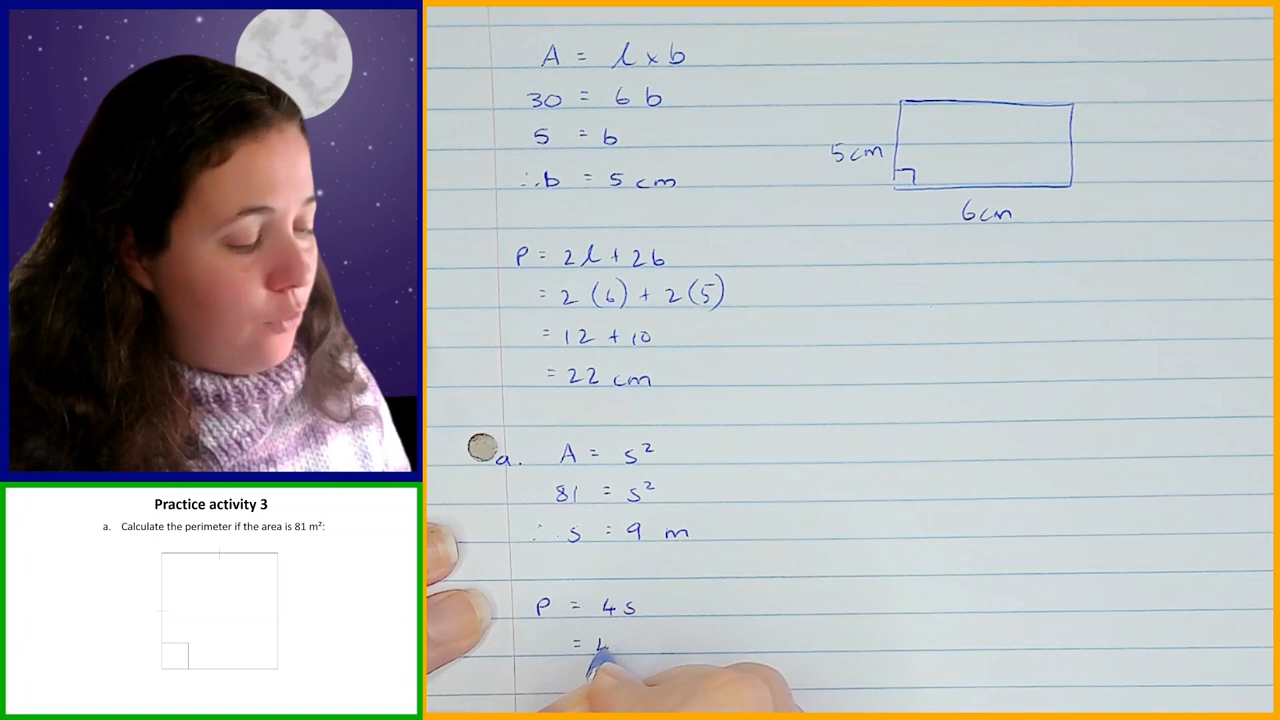 A = l x b
30 = 6 b
5 = b
∴b = 5 cm
5cm
6cm
P = 2l + 2b
= 2 (6) + 2 (5)
= 12 + 10
= 22 cm
a. A = s²
81 = s²
∴ s = 9 m
P = 4s
= 4
Practice activity 3
a. Calculate the perimeter if the area is 81 m²: